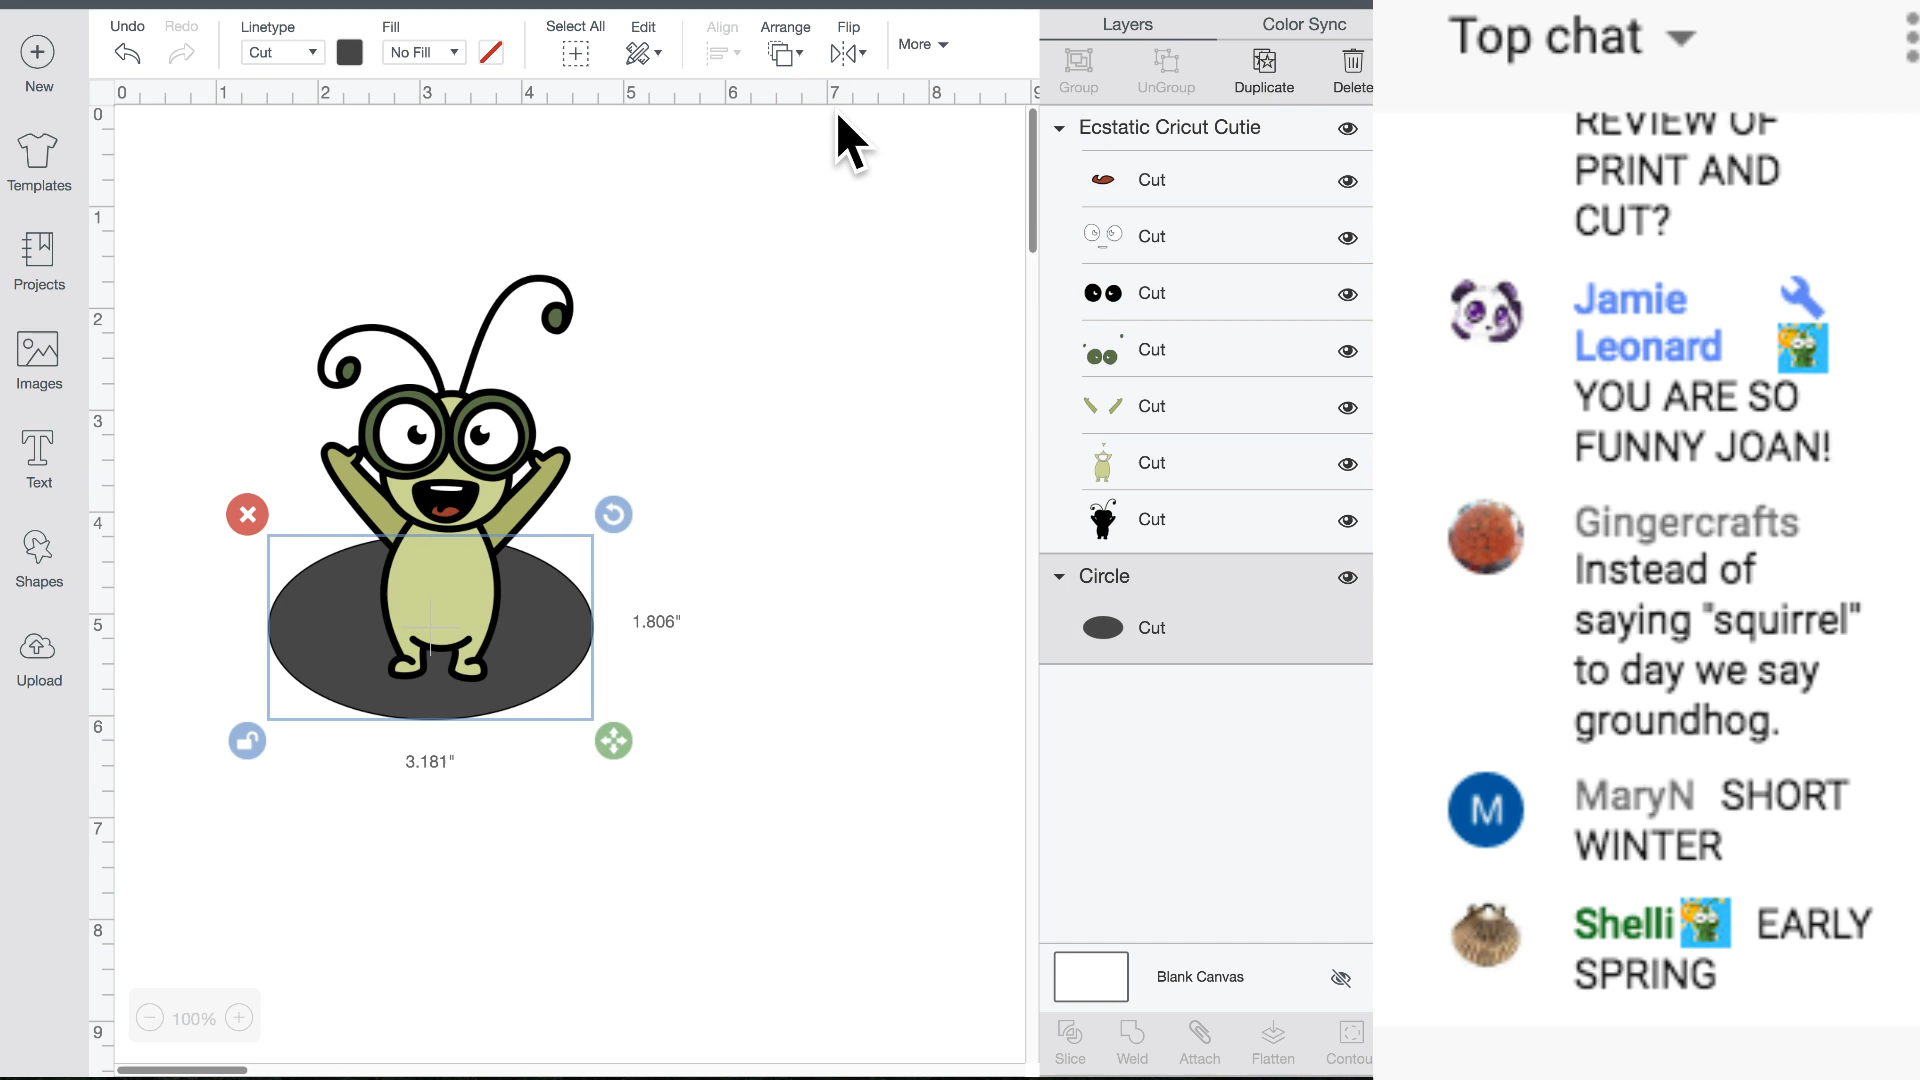 Undo Redo Linetype Fill Select All Edit Align Arrange Flip
Cut No Fill More
Layers Color Sync
Group UnGroup Duplicate Delete
New
Templates
Projects
Images
Text
Shapes
Upload
0 1 2 3 4 5 6 7 8 9
0
1
2
3
4
5
6
7
8
9
1.806"
3.181"
100%
Ecstatic Cricut Cutie
Cut
Cut
Cut
Cut
Cut
Cut
Cut
Circle
Cut
Blank Canvas
Slice Weld Attach Flatten Contou
Top chat
REVIEW OF
PRINT AND
CUT?
Jamie
Leonard
YOU ARE SO
FUNNY JOAN!
Gingercrafts
Instead of
saying "squirrel"
to day we say
groundhog.
M
MaryN SHORT
WINTER
Shelli EARLY
SPRING